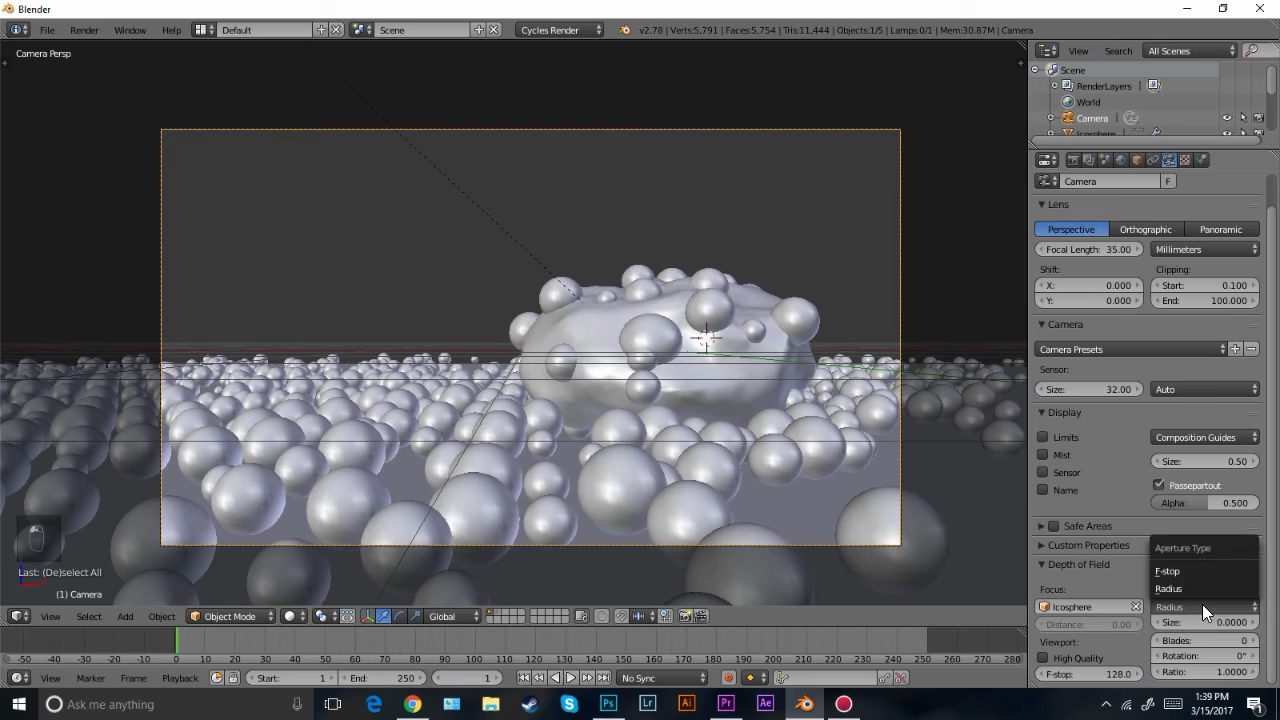 Blender
File Render Window Help Default Scene Cycles Render v2.78 | Verts:5,791 | Faces:5,754 | Tris:11,444 | Objects:1/5 | Lamps:0/1 | Mem:30.87M | Camera
Camera Persp
View Search All Scenes
Scene
RenderLayers
World
Camera
Icosphere
Camera F
Lens
Perspective Orthographic Panoramic
Focal Length: 35.00 Millimeters
Shift: Clipping:
X: 0.000 Start: 0.100
Y: 0.000 End: 100.000
Camera
Camera Presets
Sensor:
Size: 32.00 Auto
Display
Limits Composition Guides
Mist Size: 0.50
Sensor Passepartout
Name Alpha: 0.500
Safe Areas
Custom Properties
Depth of Field
Aperture Type
F-stop
Radius
Focus:
Icosphere Radius
Distance: 0.00 Size: 0.0000
Viewport: Blades: 0
High Quality Rotation: 0°
F-stop: 128.0 Ratio: 1.0000
Last: (De)select All
(1) Camera
View Select Add Object Object Mode Global
-50 -40 -30 -20 -10 0 10 20 30 40 50 60 70 80 90 100 110 120 130 140 150 160 170 180 190 200 210 220 230 240 250 260 270 280
View Marker Frame Playback Start: 1 End: 250 1 No Sync
Ask me anything
Ps Lr Ai Pr Ae
1:39 PM
3/15/2017